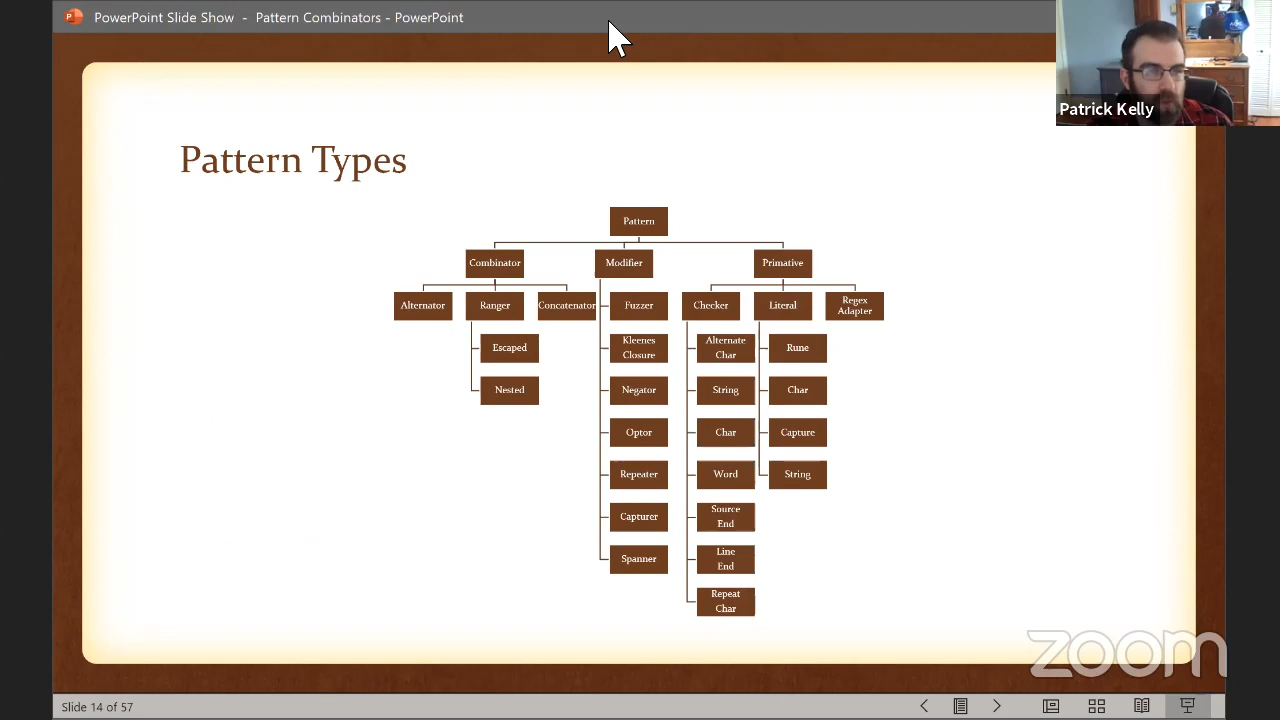 PowerPoint Slide Show - Pattern Combinators - PowerPoint
Patrick Kelly
Pattern Types
Pattern
Combinator
Modifier
Primative
Alternator
Ranger
Concatenator
Fuzzer
Checker
Literal
Regex
Adapter
Escaped
Kleenes
Closure
Alternate
Char
Rune
Nested
Negator
String
Char
Optor
Char
Capture
Repeater
Word
String
Capturer
Source
End
Spanner
Line
End
Repeat
Char
zoom
Slide 14 of 57